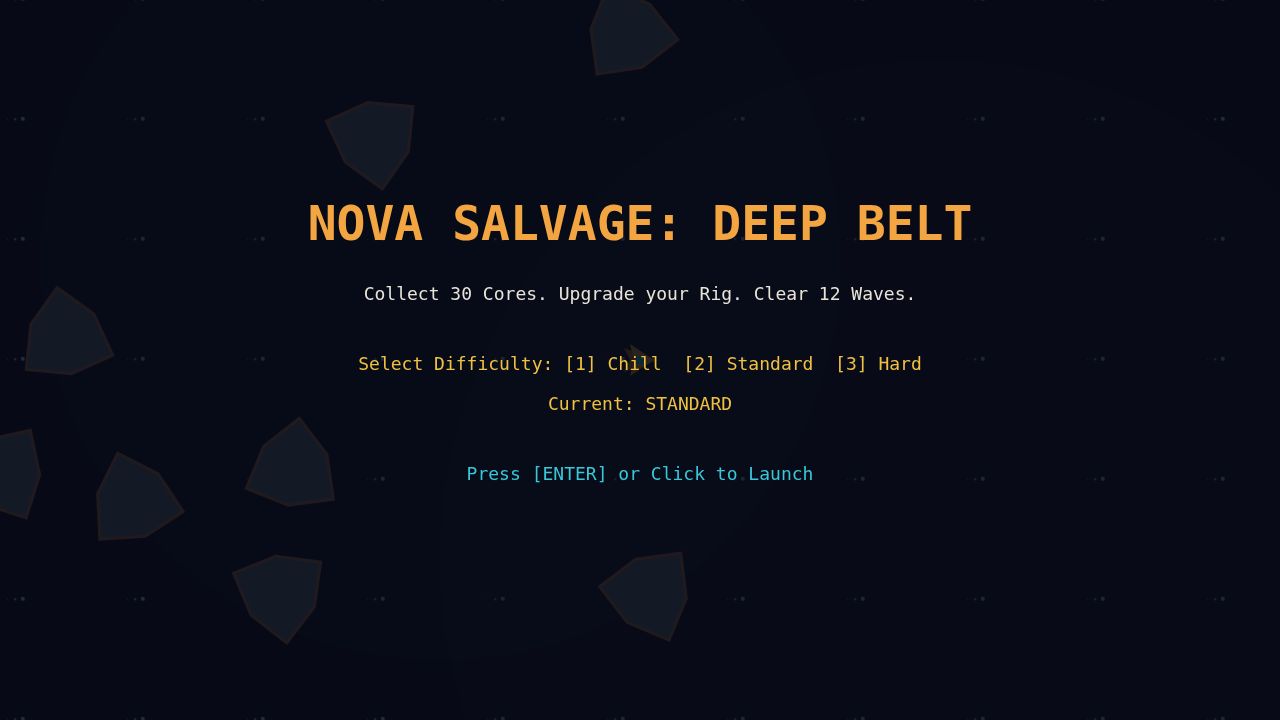 NOVA SALVAGE: DEEP BELT
Collect 30 Cores. Upgrade your Rig. Clear 12 Waves.
Select Difficulty: [1] Chill  [2] Standard  [3] Hard
Current: STANDARD
Press [ENTER] or Click to Launch